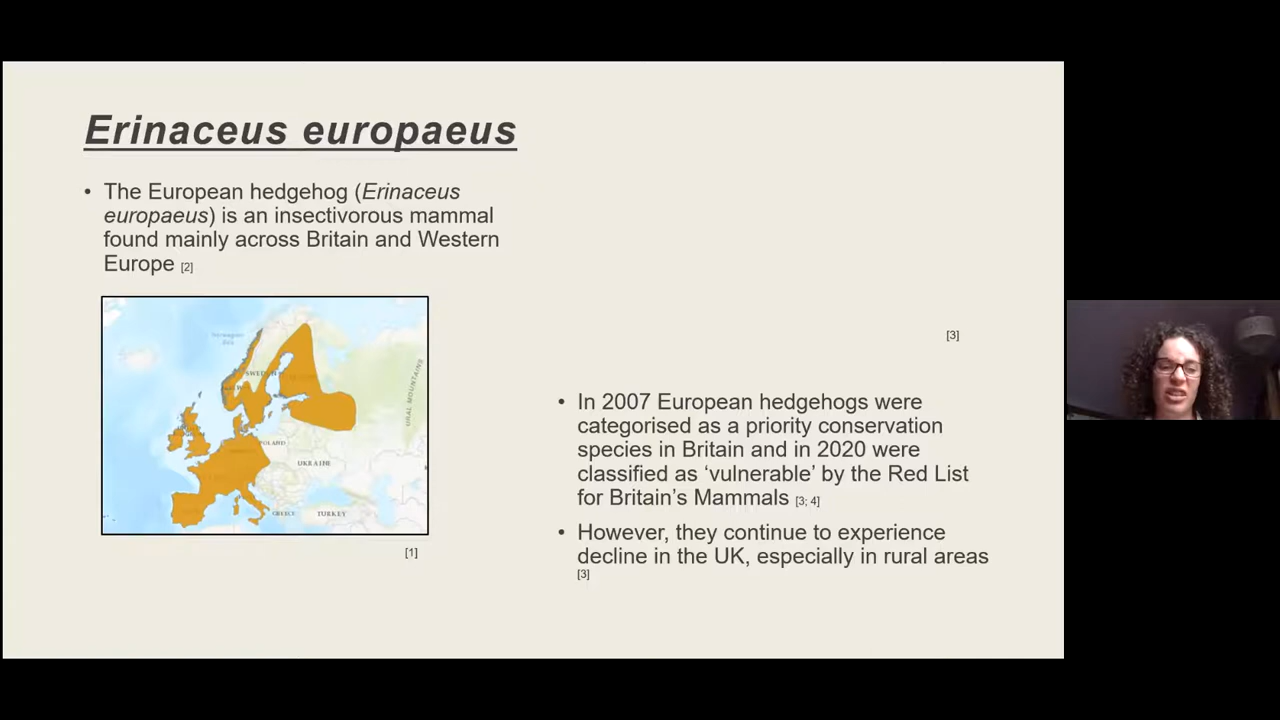 Erinaceus europaeus
• The European hedgehog (Erinaceus
europaeus) is an insectivorous mammal
found mainly across Britain and Western
Europe [2]
Norwegian
Sea
SWEDEN
URAL MOUNTAINS
POLAND
UKRAINE
GREECE
TURKEY
[1]
[3]
• In 2007 European hedgehogs were
categorised as a priority conservation
species in Britain and in 2020 were
classified as ‘vulnerable’ by the Red List
for Britain’s Mammals [3; 4]
• However, they continue to experience
decline in the UK, especially in rural areas
[3]